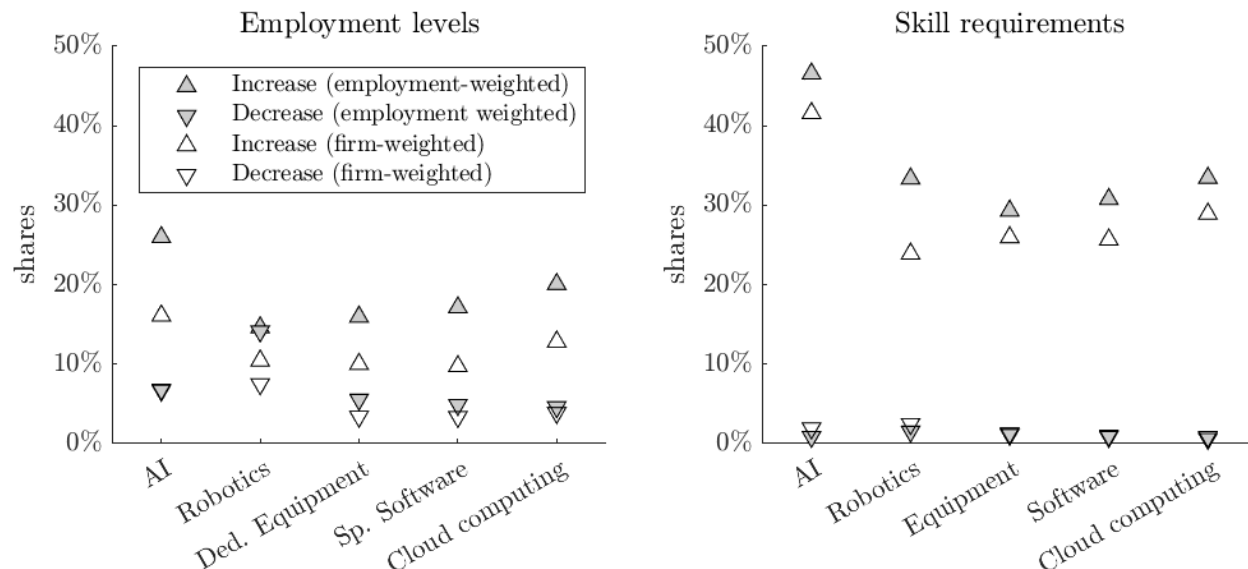 Employment levels
50%
40%
30%
20%
10%
0%
shares
Increase (employment-weighted)
Decrease (employment weighted)
Increase (firm-weighted)
Decrease (firm-weighted)
AI
Robotics
Ded. Equipment
Sp. Software
Cloud computing
Skill requirements
50%
40%
30%
20%
10%
0%
shares
AI
Robotics
Equipment
Software
Cloud computing